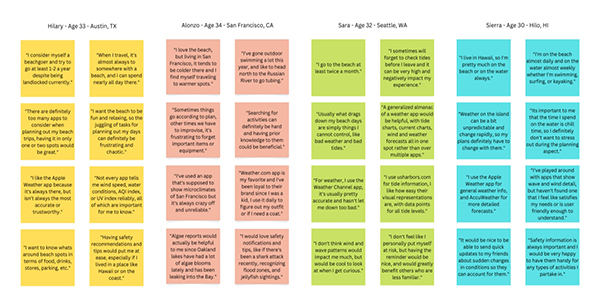 Hilary - Age 33 - Austin, TX
Alonzo - Age 34 - San Francisco, CA
Sara - Age 32 - Seattle, WA
Sierra - Age 30 - Hilo, HI
"I consider myself a
beachgoer and try to
go at least 1-2 a year
despite being
landlocked currently."
"When I travel, it's
almost always to
somewhere with a
beach, and I can spend
nearly all day there."
"I love the beach,
but living in San
Francisco, it tends to
be colder there and I
find myself traveling
to warmer spots."
"I've gone outdoor
swimming a lot this
year, and like to head
north to the Russian
River to go tubing."
"I go to the beach at
least twice a month."
"I sometimes will
forget to check tides
before I leave and it
can be very high and
negatively impact my
experience."
"I live in Hawaii, so I'm
pretty much on the
beach or on the water
always."
"I'm on the beach
almost daily and on the
water almost weekly
whether I'm swimming,
surfing, or kayaking."
"There are definitely
too many apps to
consider when
planning out my beach
trips, having it in only
one or two spots would
be great."
"I want the beach to be
fun and relaxing, so the
juggling of tasks for
planning out my days
can definitely be
frustrating and
chaotic."
"Sometimes things
go according to plan,
other times we have
to improvise, it's
frustrating to forget
important items or
equipment."
"Searching for
activities can
definitely be hard
and having prior
knowledge to them
could be beneficial."
"Usually what drags
down my beach days
are simply things I
cannot control, like
bad weather and bad
tides."
"A generalized almanac
of a weather app would
be helpful, with tide
charts, current charts,
wind and weather
forecasts all in one
spot rather than over
multiple apps."
"Weather on the island
can be a bit
unpredictable and
change rapidly, so my
plans definitely have to
change with them."
"Its important to me
that the time I spend
on the water is chill
time, so I definitely
don't want to stress out
during the planning
aspect."
"I like the Apple
Weather app because
it's always there, but
isn't always the most
accurate or
trustworthy."
"Not every app tells
me wind speed, water
conditions, AQI index,
or UV index reliably, all
of which are important
for me to know."
"I've used an app
that's supposed to
show microclimates
of San Francisco but
it's always crazy off
and unreliable."
"Weather.com app is
my favorite and I've
been loyal to their
brand since I was a
kid, I use it daily to
figure out my outfit
or if I need a coat."
"For weather, I use the
Weather Channel app,
it's usually pretty
accurate and hasn't let
me down too bad."
"I use usharbors.com
for tide information, I
like how easy their
visual representations
are, with data points
for all tide levels."
"I use the Apple
Weather app for
general weather info,
and AccuWeather for
more detailed
forecasts."
"I've played around
with apps that show
wave and wind detail,
but haven't found one
that I feel like satisfies
my needs or is user
friendly enough to
understand."
"I want to know whats
around beach spots in
terms of food, drinks,
stores, parking, etc."
"Having safety
recommendations and
tips would put me at
ease, especially if I
lived in a place like
Hawaii or on the
coast."
"Algae reports would
actually be helpful to
me since Oakland
lakes have had a lot
of algae blooms
lately and has been
leaking into the Bay."
"I would love safety
notifications and
tips, like if there's
been a shark attack
recently, recognizing
flood zones, and
jellyfish sightings."
"I don't think wind and
wave patterns would
impact me much, but
would be cool to look
at when I get curious."
"I don't feel like I
personally put myself
at risk, but having the
reminder would be
nice, and would greatly
benefit others who
are less familiar."
"It would be nice to be
able to send quick
updates to my friends
about sudden changes
in conditions so they
can account for them."
"Safety information is
always important and I
would be very happy
to have them handy for
any types of activities I
partake in."